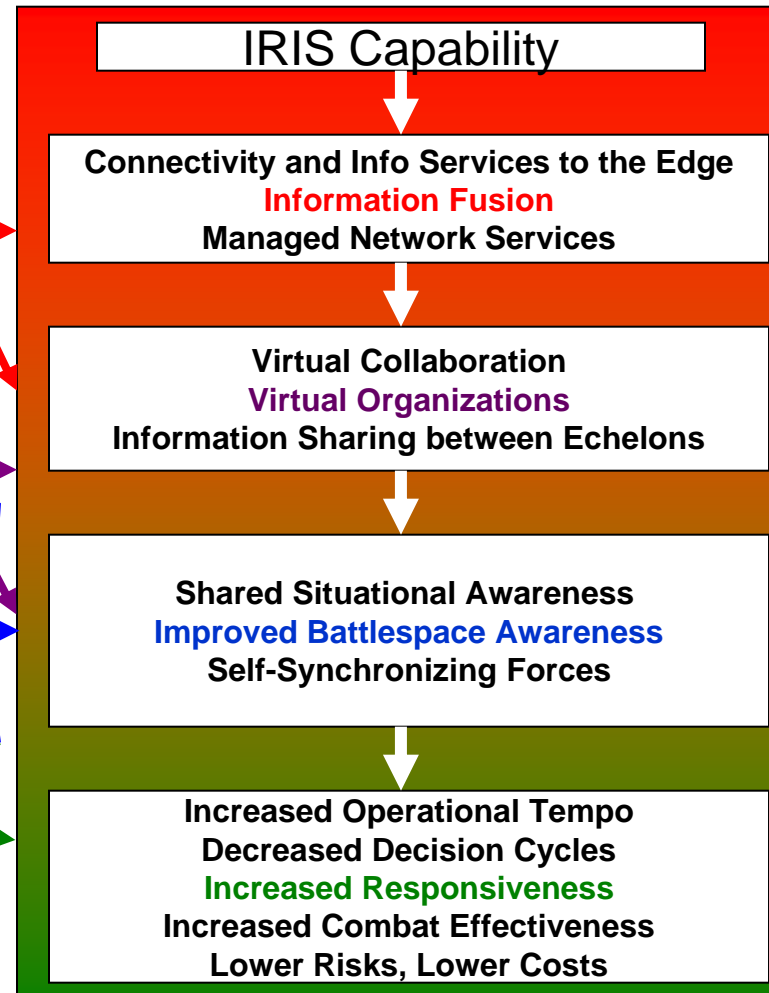 IRIS Capability
Connectivity and Info Services to the Edge
Information Fusion
Managed Network Services
Virtual Collaboration
Virtual Organizations
Information Sharing between Echelons
Shared Situational Awareness
Improved Battlespace Awareness
Self-Synchronizing Forces
Increased Operational Tempo
Decreased Decision Cycles
Increased Responsiveness
Increased Combat Effectiveness
Lower Risks, Lower Costs